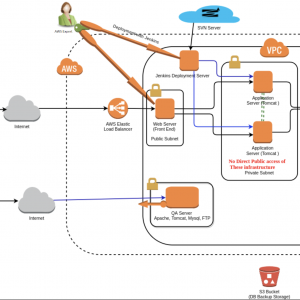 SVN Server
AWS Expert
Deployment with Jenkins
VPC
AWS
Jenkins Deployment Server
Application
Server (Tomcat )
Internet
AWS Elastic
Load Balancer
Web Server
(Front End)
Public Subnet
Application
Server (Tomcat )
No Direct Public access of
These infrastructure
Private Subnet
Internet
QA Server
Apache, Tomcat, Mysql, FTP
S3 Bucket
(DB Backup Storage)